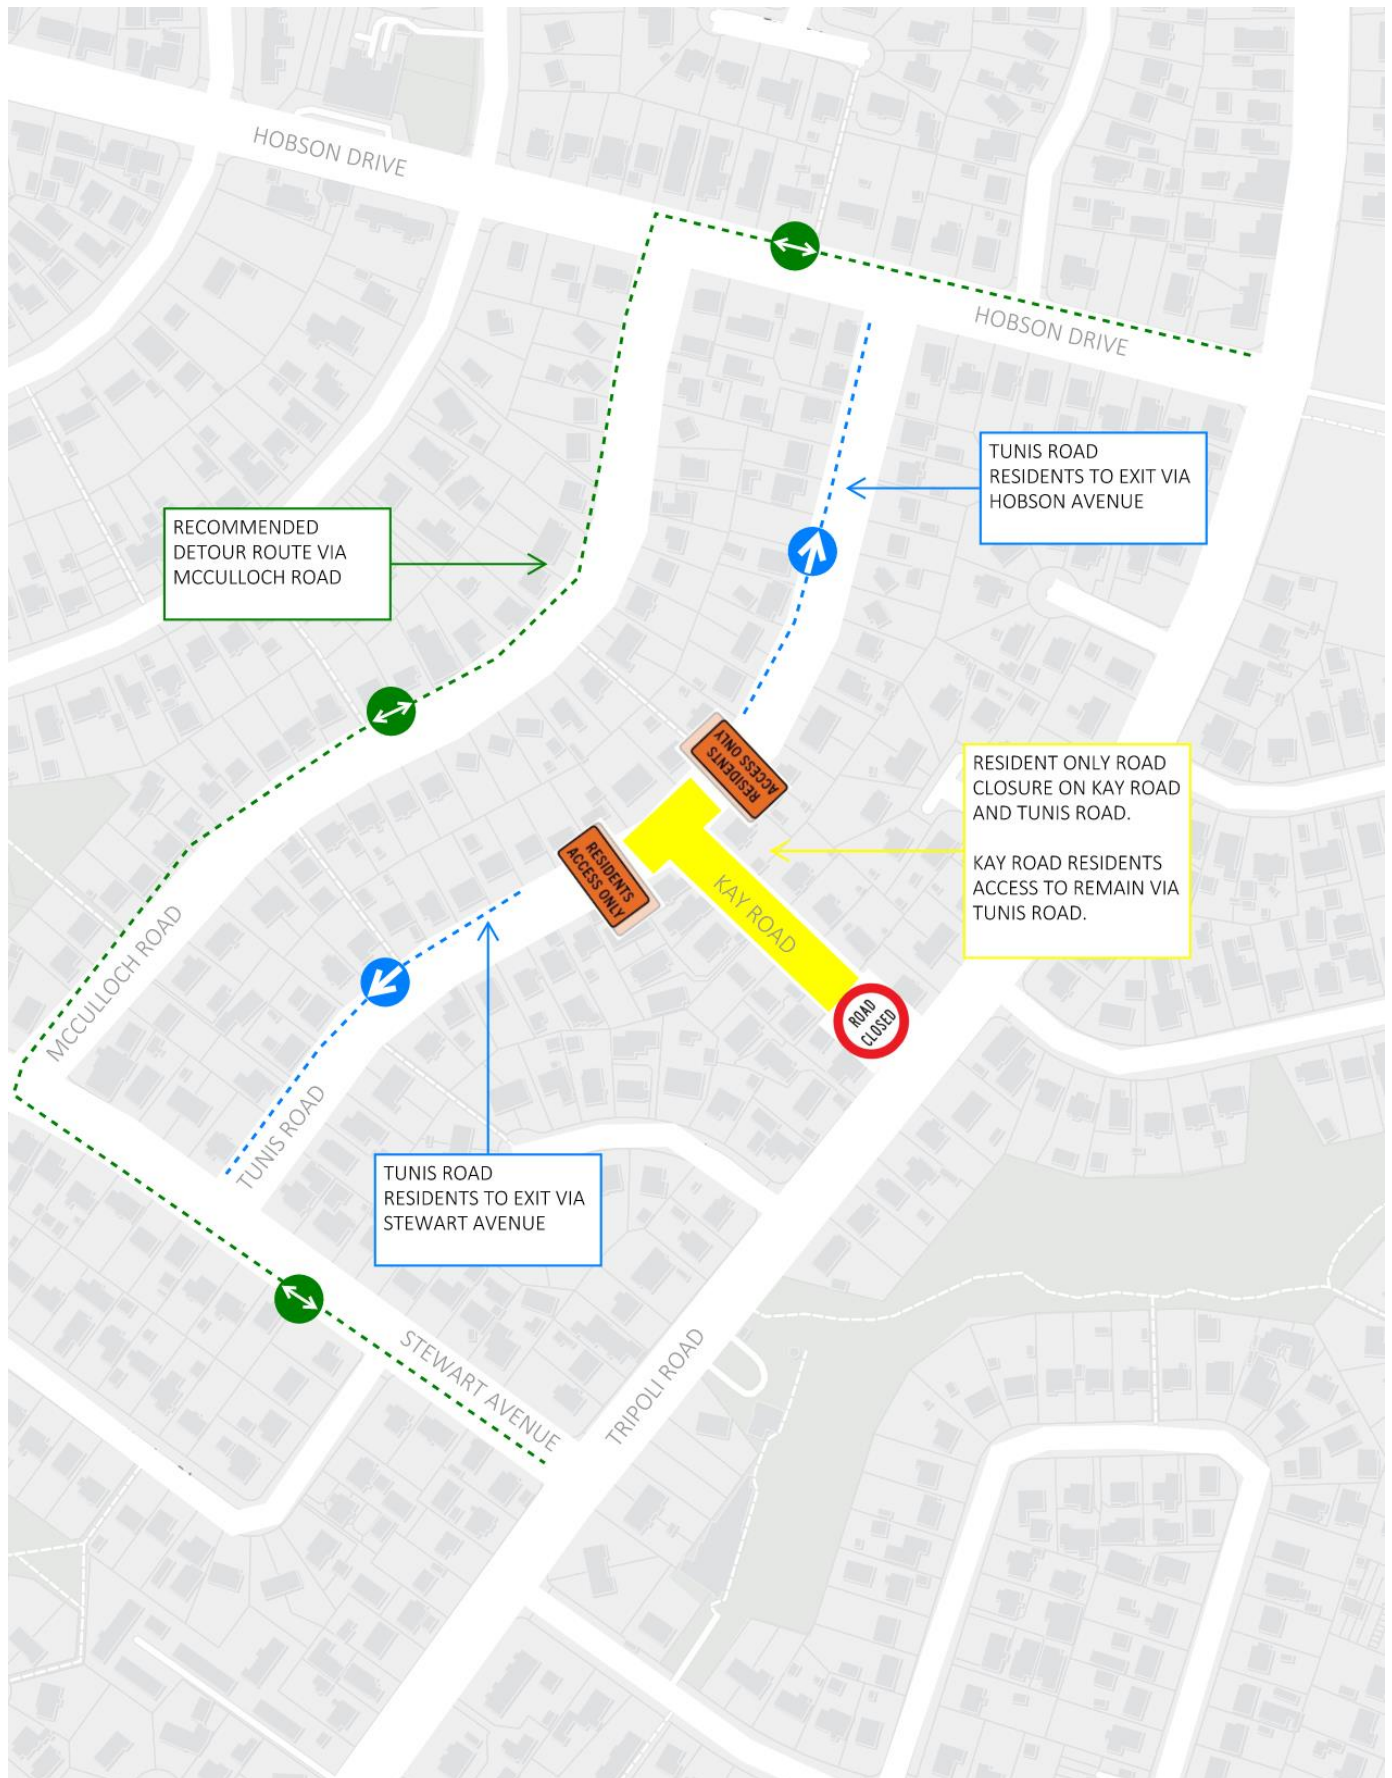 HOBSON DRIVE
HOBSON DRIVE
TUNIS ROAD
RESIDENTS TO EXIT VIA
HOBSON AVENUE
RECOMMENDED
DETOUR ROUTE VIA
MCCULLOCH ROAD
RESIDENTS
ACCESS ONLY
RESIDENT ONLY ROAD
CLOSURE ON KAY ROAD
AND TUNIS ROAD.
KAY ROAD RESIDENTS
ACCESS TO REMAIN VIA
TUNIS ROAD.
RESIDENTS
ACCESS ONLY
KAY ROAD
MCCULLOCH ROAD
ROAD
CLOSED
TUNIS ROAD
TUNIS ROAD
RESIDENTS TO EXIT VIA
STEWART AVENUE
STEWART AVENUE
TRIPOLI ROAD